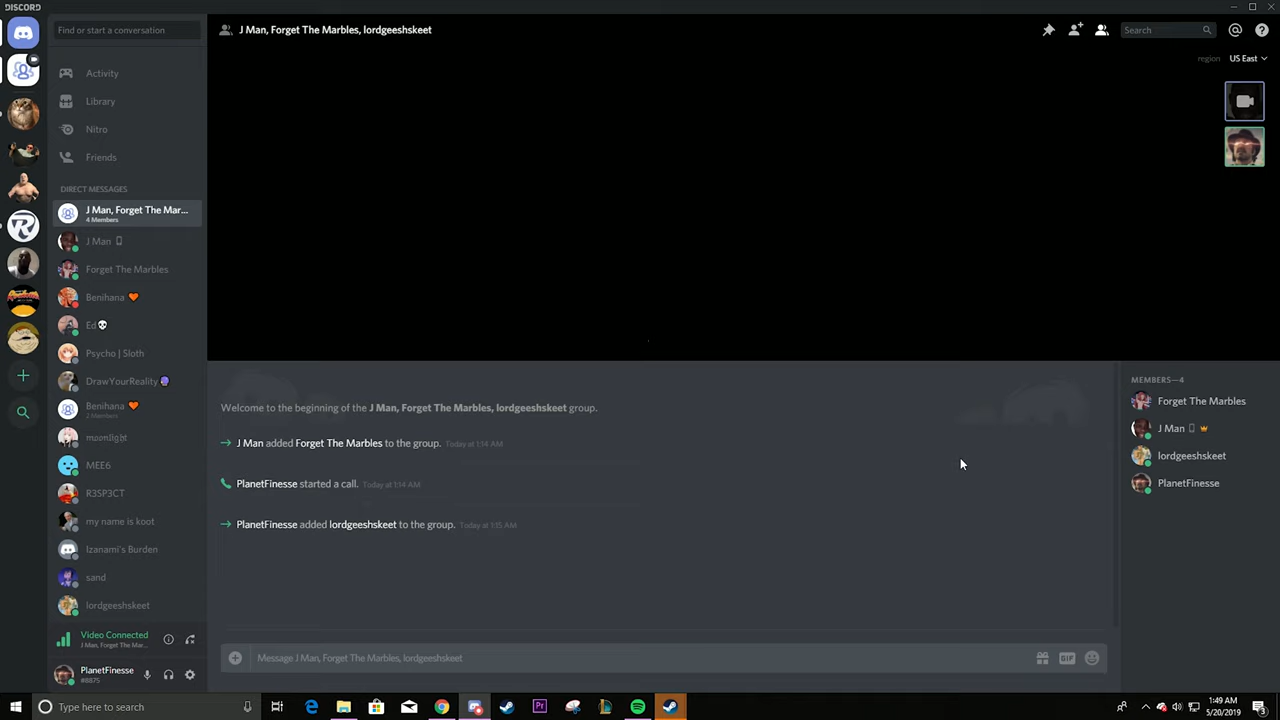 DISCORD
Find or start a conversation
J Man, Forget The Marbles, lordgeeshskeet
Search
region US East
Activity
Library
Nitro
Friends
DIRECT MESSAGES
J Man, Forget The Mar...
4 Members
J Man
Forget The Marbles
Benihana
Ed
Psycho | Sloth
DrawYourReality
Benihana
2 Members
moonlight
MEE6
R3SP3CT
my name is koot
Izanami's Burden
sand
lordgeeshskeet
Video Connected
J Man, Forget The Mar...
PlanetFinesse
#8875
Welcome to the beginning of the J Man, Forget The Marbles, lordgeeshskeet group.
J Man added Forget The Marbles to the group. Today at 1:14 AM
PlanetFinesse started a call. Today at 1:14 AM
PlanetFinesse added lordgeeshskeet to the group. Today at 1:15 AM
Message J Man, Forget The Marbles, lordgeeshskeet
GIF
MEMBERS—4
Forget The Marbles
J Man
lordgeeshskeet
PlanetFinesse
Type here to search
Pr
1:49 AM
5/20/2019
3